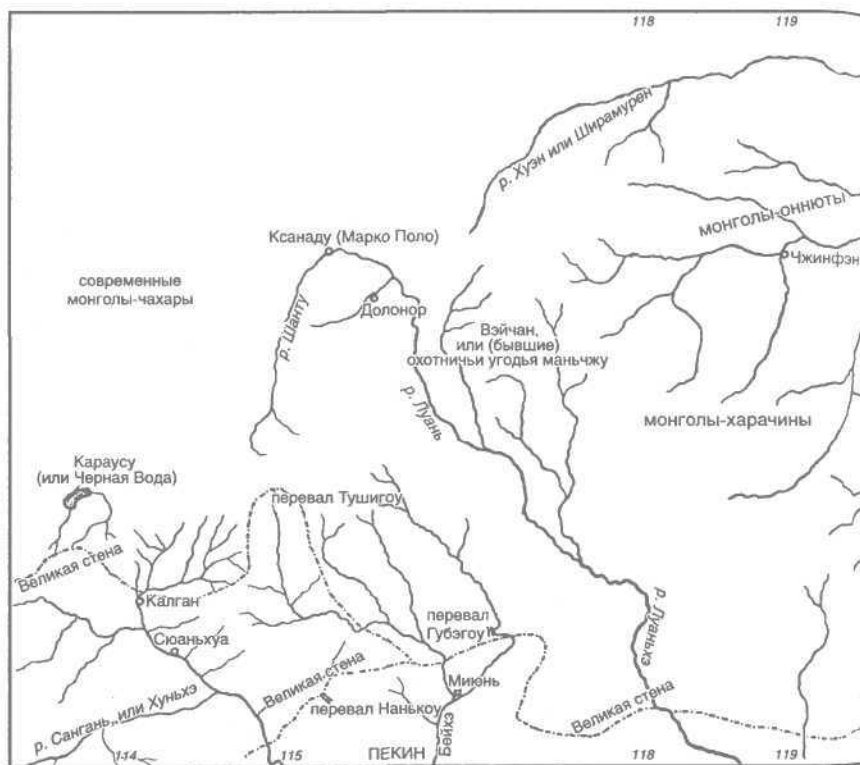 118
119
р. Хуэн или Ширамурен
монголы-оннюты
Ксанаду (Марко Поло)
Чжинфэн
современные
монголы-чахары
Долонор
р. Шанту
Вэйчан,
или (бывшие)
охотничьи угодья маньчжу
р. Луань
монголы-харачины
Караусу
(или Черная Вода)
перевал Тушигоу
Великая стена
Калган
перевал
Губэгоу
р. Луаньхэ
Сюаньхуа
Великая стена
Миюнь
перевал Нанькоу
Великая стена
р. Сангань, или Хуньхэ
Бейхэ
114
115
ПЕКИН
118
119